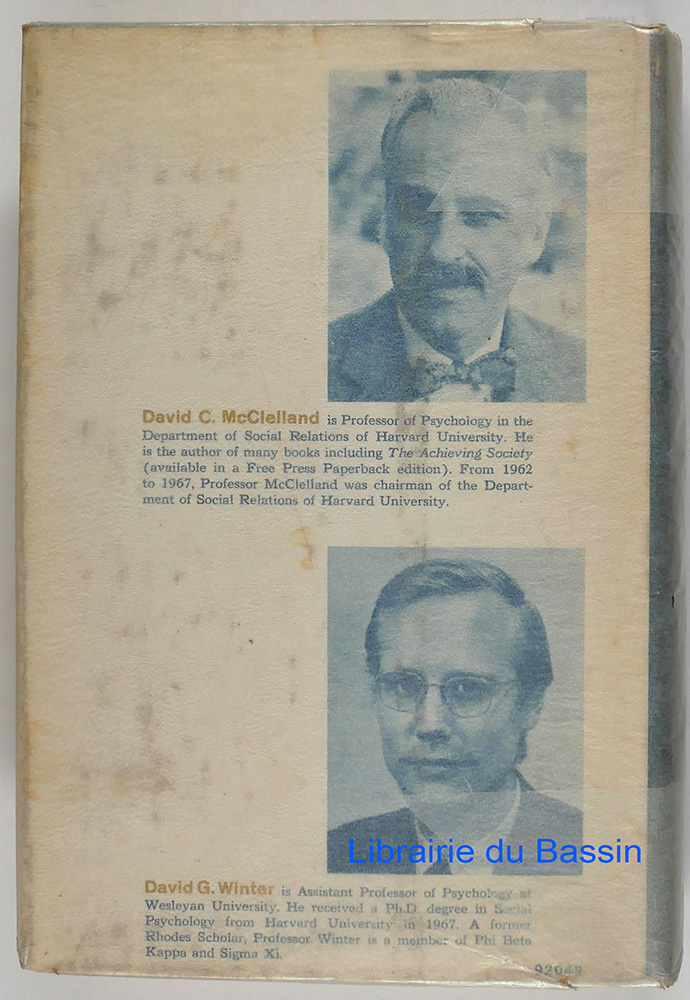 David C. McClelland is Professor of Psychology in the
Department of Social Relations of Harvard University. He
is the author of many books including The Achieving Society
(available in a Free Press Paperback edition). From 1962
to 1967, Professor McClelland was chairman of the Depart-
ment of Social Relations of Harvard University.
Librairie du Bassin
David G. Winter is Assistant Professor of Psychology at
Wesleyan University. He received a Ph.D. degree in Social
Psychology from Harvard University in 1967. A former
Rhodes Scholar, Professor Winter is a member of Phi Beta
Kappa and Sigma Xi.
92049